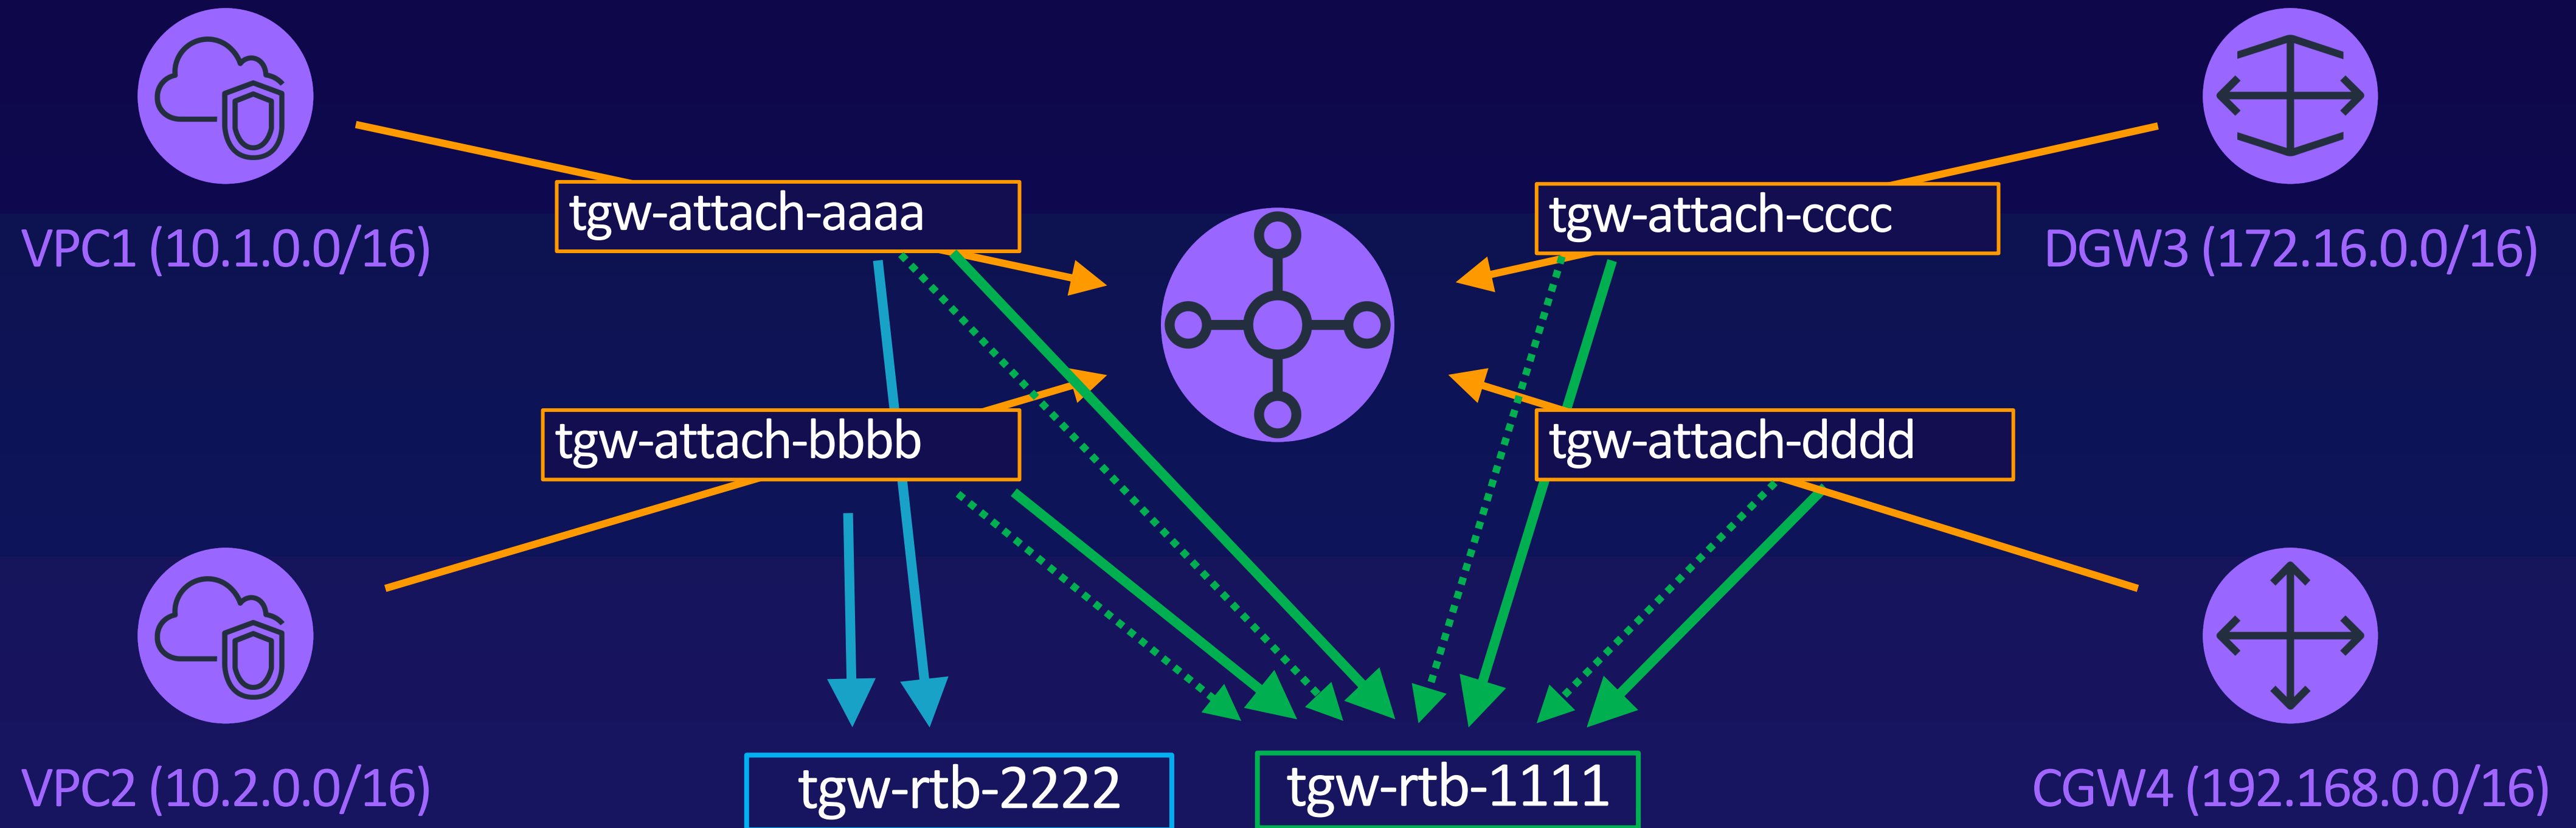 tgw-attach-aaaa
tgw-attach-cccc
VPC1 (10.1.0.0/16)
DGW3 (172.16.0.0/16)
tgw-attach-bbbb
tgw-attach-dddd
VPC2 (10.2.0.0/16)
tgw-rtb-2222
tgw-rtb-1111
CGW4 (192.168.0.0/16)